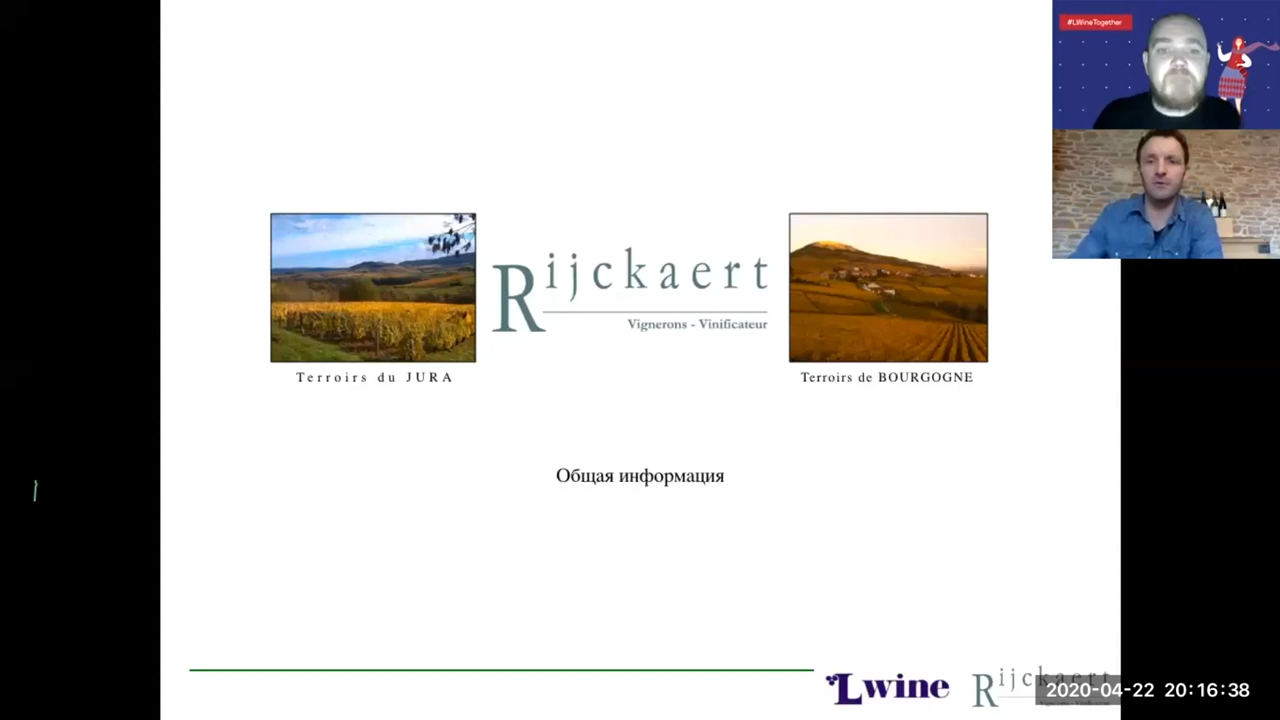 #LWineTogether
Rijckaert
Vignerons - Vinificateur
Terroirs du JURA
Terroirs de BOURGOGNE
Общая информация
Lwine
Rijckaert
2020-04-22 20:16:38